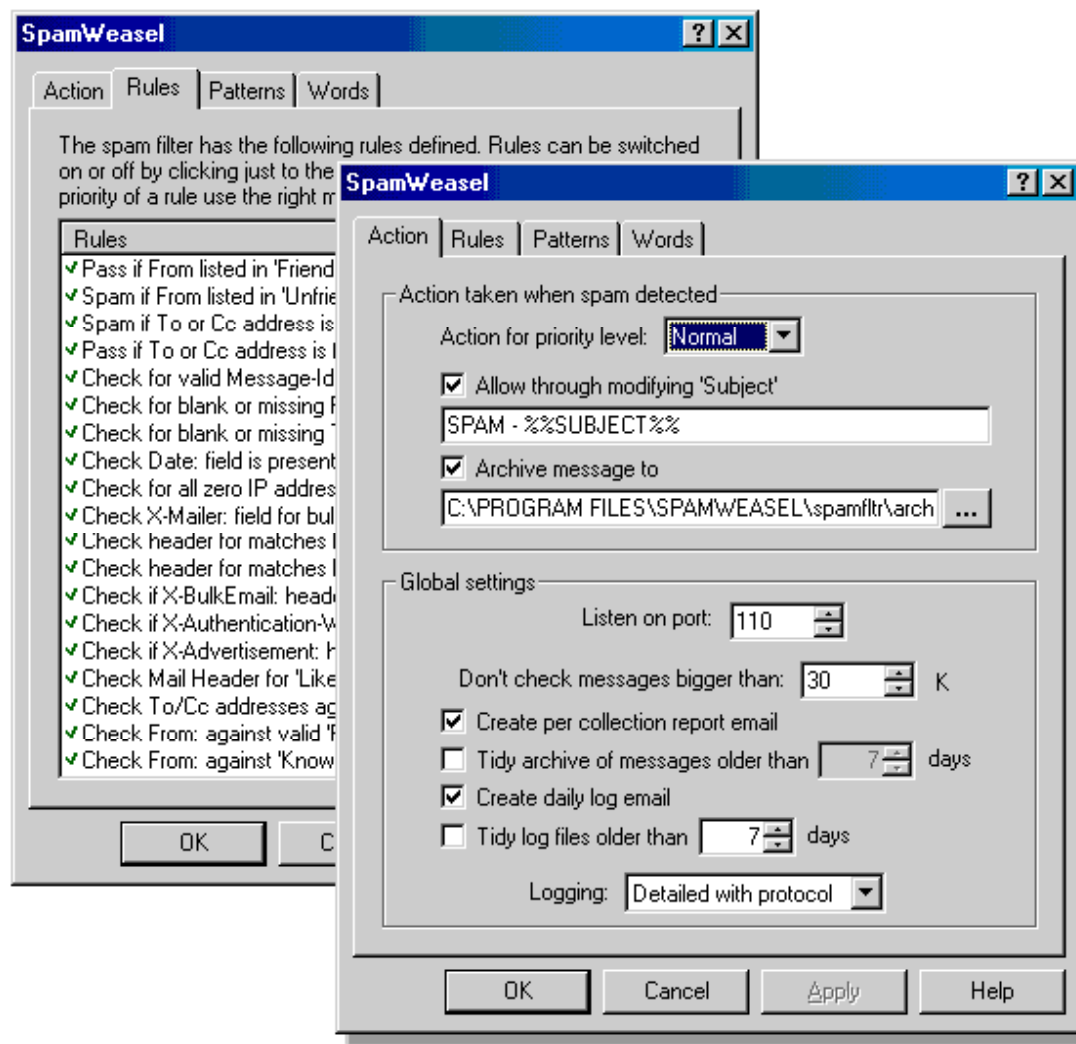 SpamWeasel
Action Rules Patterns Words
The spam filter has the following rules defined. Rules can be switched
on or off by clicking just to the
priority of a rule use the right
Rules
Pass if From listed in 'Friend
Spam if From listed in 'Unfrie
Spam if To or Cc address is
Pass if To or Cc address is
Check for valid Message-Id
Check for blank or missing
Check for blank or missing
Check Date: field is present
Check for all zero IP addres
Check X-Mailer: field for bul
Check header for matches
Check header for matches
Check if X-BulkEmail: heade
Check if X-Authentication-W
Check if X-Advertisement: h
Check Mail Header for 'Like
Check To/Cc addresses ag
Check From: against valid
Check From: against 'Know
OK C
SpamWeasel
Action Rules Patterns Words
Action taken when spam detected
Action for priority level: Normal
Allow through modifying 'Subject'
SPAM - %%SUBJECT%%
Archive message to
C:\PROGRAM FILES\SPAMWEASEL\spamfltr\arch ...
Global settings
Listen on port: 110
Don't check messages bigger than: 30 K
Create per collection report email
Tidy archive of messages older than 7 days
Create daily log email
Tidy log files older than 7 days
Logging: Detailed with protocol
OK Cancel Apply Help